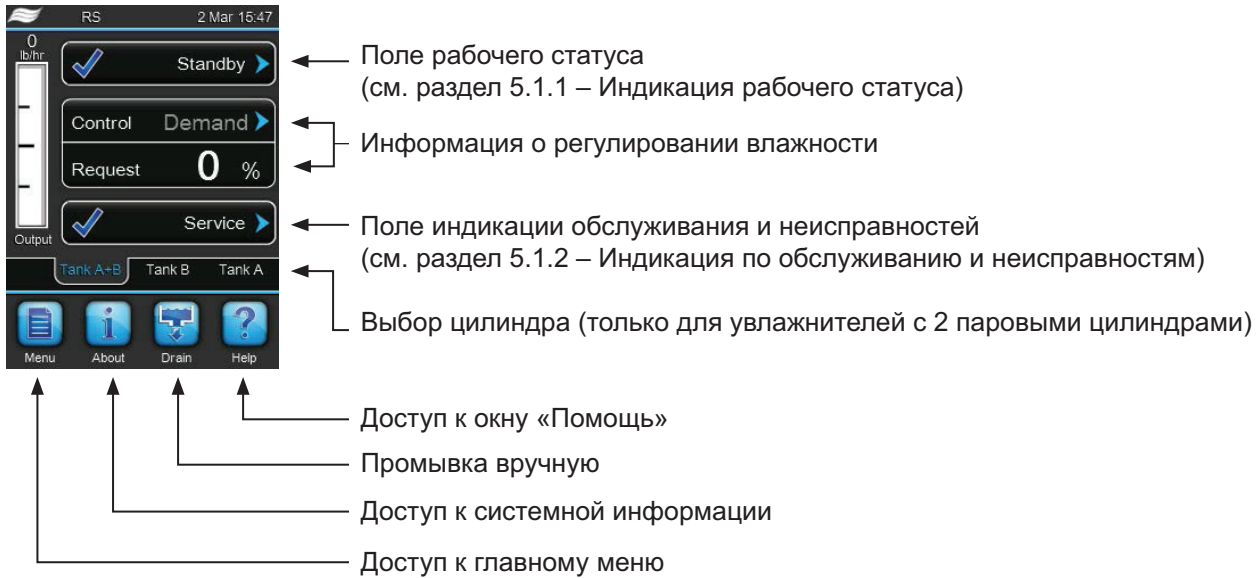 RS 2 Mar 15:47
0
lb/hr
Standby
Control Demand
Request 0 %
Service
Output
Tank A+B Tank B Tank A
Menu About Drain Help
Поле рабочего статуса
(см. раздел 5.1.1 – Индикация рабочего статуса)
Информация о регулировании влажности
Поле индикации обслуживания и неисправностей
(см. раздел 5.1.2 – Индикация по обслуживанию и неисправностям)
Выбор цилиндра (только для увлажнителей с 2 паровыми цилиндрами)
Доступ к окну «Помощь»
Промывка вручную
Доступ к системной информации
Доступ к главному меню